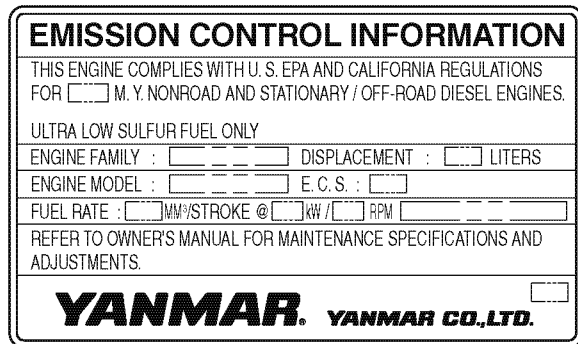 EMISSION CONTROL INFORMATION
THIS ENGINE COMPLIES WITH U. S. EPA AND CALIFORNIA REGULATIONS
FOR M. Y. NONROAD AND STATIONARY / OFF-ROAD DIESEL ENGINES.
ULTRA LOW SULFUR FUEL ONLY
ENGINE FAMILY : DISPLACEMENT : LITERS
ENGINE MODEL : E. C. S. :
FUEL RATE : MM³/STROKE @ kW / RPM
REFER TO OWNER'S MANUAL FOR MAINTENANCE SPECIFICATIONS AND
ADJUSTMENTS.
YANMAR. YANMAR CO.,LTD.